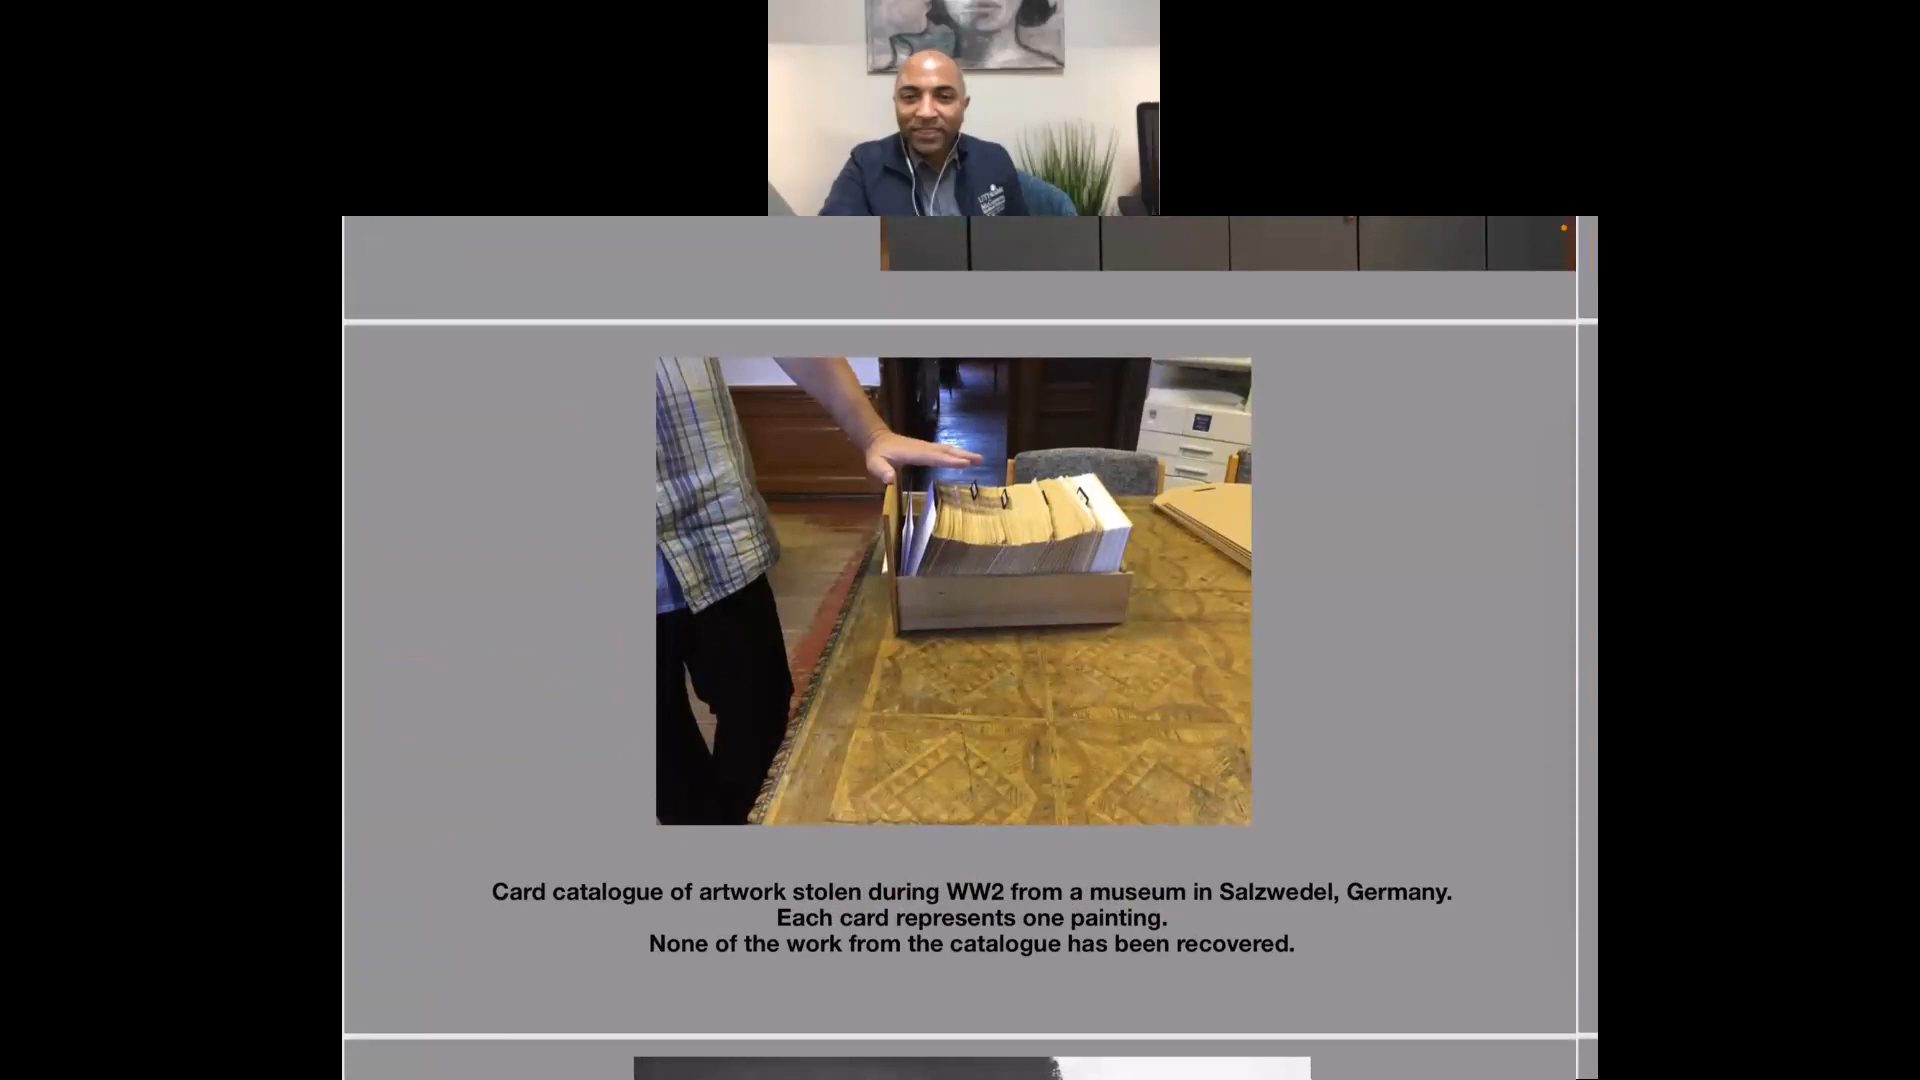 Card catalogue of artwork stolen during WW2 from a museum in Salzwedel, Germany.
Each card represents one painting.
None of the work from the catalogue has been recovered.